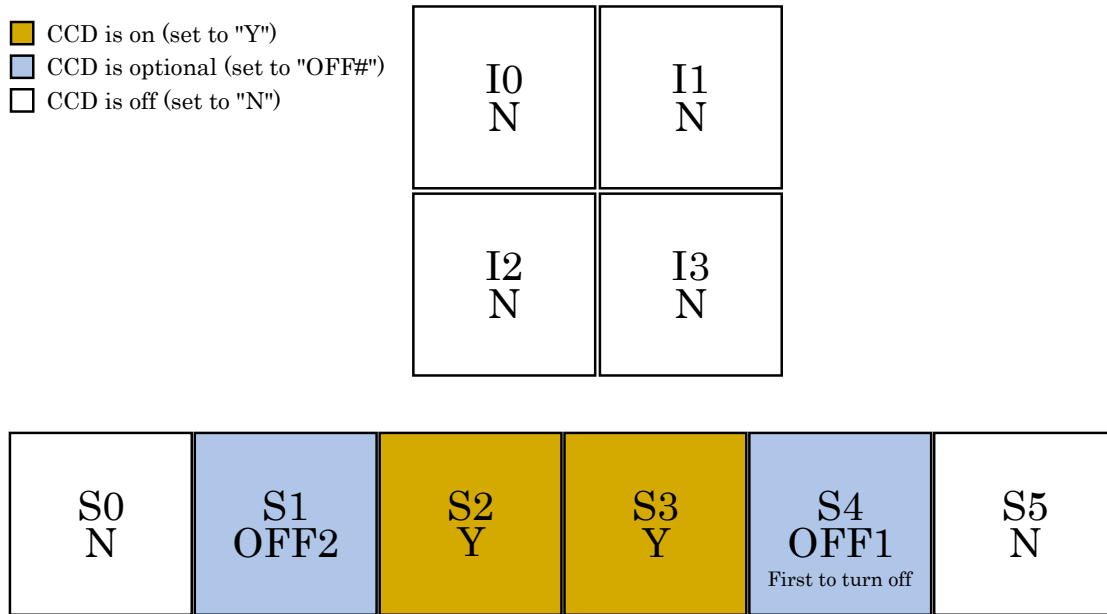 CCD is on (set to "Y")
CCD is optional (set to "OFF#")
CCD is off (set to "N")
I0
N
I1
N
I2
N
I3
N
S0
N
S1
OFF2
S2
Y
S3
Y
S4
OFF1
First to turn off
S5
N